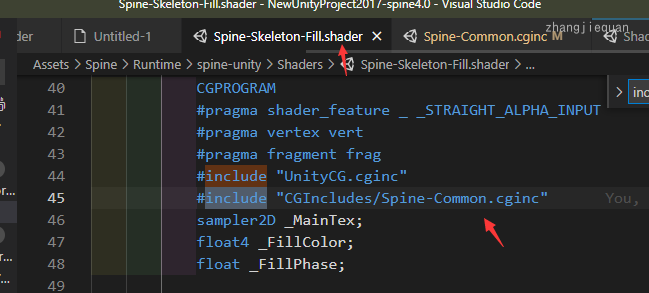 Spine-Skeleton-Fill.shader - NewUnityProject2017-spine4.0 - Visual Studio Code
der Untitled-1 Spine-Skeleton-Fill.shader Spine-Common.cginc M Shad
zhangjiequan
Assets > Spine > Runtime > spine-unity > Shaders > Spine-Skeleton-Fill.shader > ...
40 CGPROGRAM
41 #pragma shader_feature _ _STRAIGHT_ALPHA_INPUT
42 #pragma vertex vert
43 #pragma fragment frag
44 #include "UnityCG.cginc"
45 #include "CGIncludes/Spine-Common.cginc" You,
46 sampler2D _MainTex;
47 float4 _FillColor;
48 float _FillPhase;
49
> inc
or...
r...